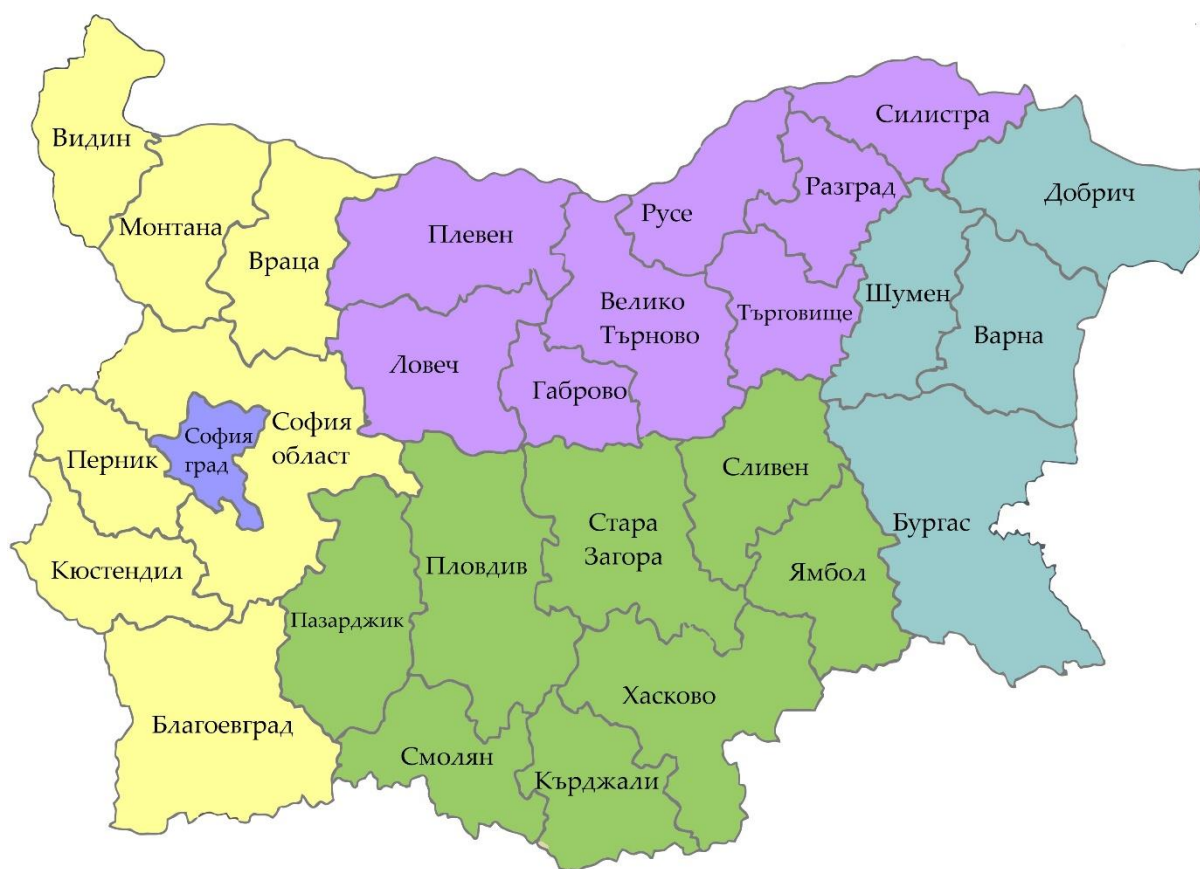 Силистра
Видин
Разград
Добрич
Русе
Монтана
Плевен
Враца
Шумен
Велико
Търново
Търговище
Варна
Ловеч
Габрово
София
град
София
област
Перник
Сливен
Стара
Загора
Бургас
Кюстендил
Пловдив
Ямбол
Пазарджик
Хасково
Благоевград
Смолян
Кърджали